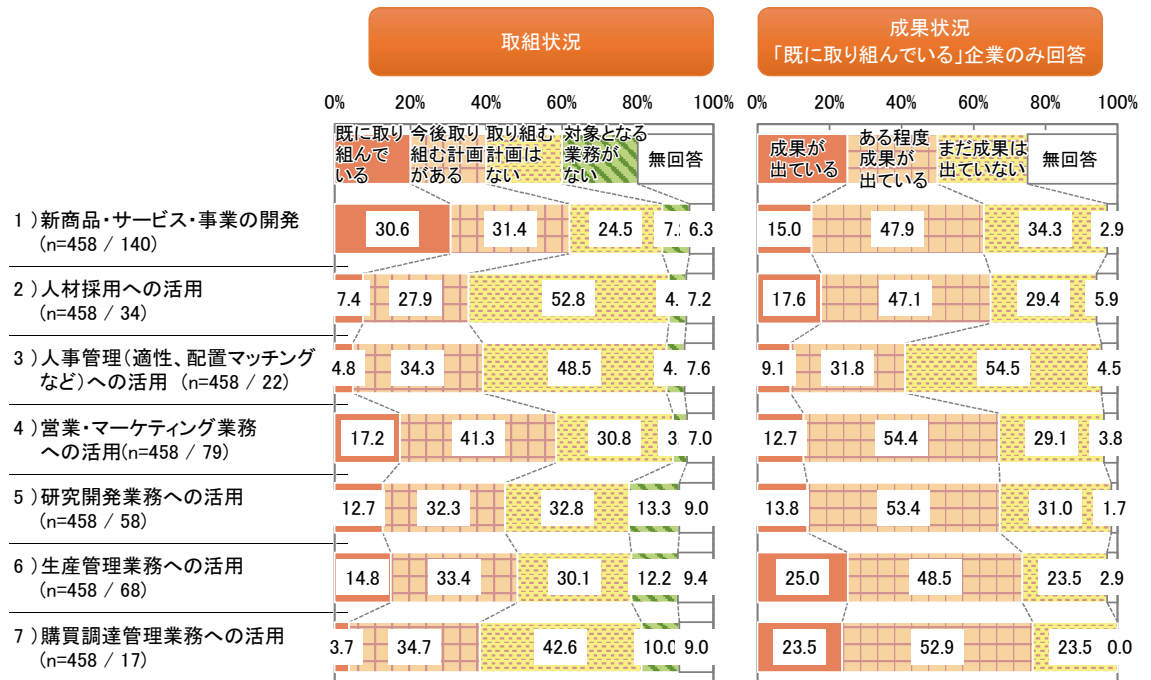 取組状況
成果状況
「既に取り組んでいる」企業のみ回答
0% 20% 40% 60% 80% 100%
0% 20% 40% 60% 80% 100%
既に取り
組んで
いる
今後取り
組む計画
がある
取り組む
計画は
ない
対象となる
業務が
ない
無回答
成果が
出ている
ある程度
成果が
出ている
まだ成果は
出ていない
無回答
1）新商品・サービス・事業の開発
(n=458 / 140)
30.6 31.4 24.5 6.3
15.0 47.9 34.3 2.9
2）人材採用への活用
(n=458 / 34)
7.4 27.9 52.8 4. 7.2
17.6 47.1 29.4 5.9
3）人事管理（適性、配置マッチング
など）への活用 (n=458 / 22)
4.8 34.3 48.5 4. 7.6
9.1 31.8 54.5 4.5
4）営業・マーケティング業務
への活用(n=458 / 79)
17.2 41.3 30.8 3 7.0
12.7 54.4 29.1 3.8
5）研究開発業務への活用
(n=458 / 58)
12.7 32.3 32.8 13.3 9.0
13.8 53.4 31.0 1.7
6）生産管理業務への活用
(n=458 / 68)
14.8 33.4 30.1 12.2 9.4
25.0 48.5 23.5 2.9
7）購買調達管理業務への活用
(n=458 / 17)
3.7 34.7 42.6 10.0 9.0
23.5 52.9 23.5 0.0